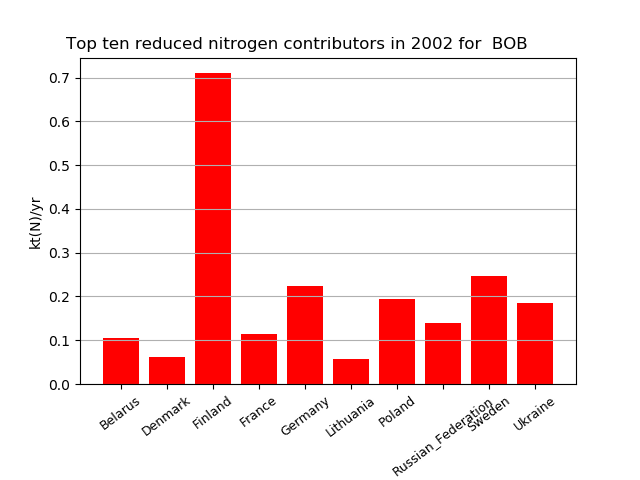 Top ten reduced nitrogen contributors in 2002 for  BOB
kt(N)/yr
0.7
0.6
0.5
0.4
0.3
0.2
0.1
0.0
Belarus
Denmark
Finland
France
Germany
Lithuania
Poland
Russian_Federation
Sweden
Ukraine